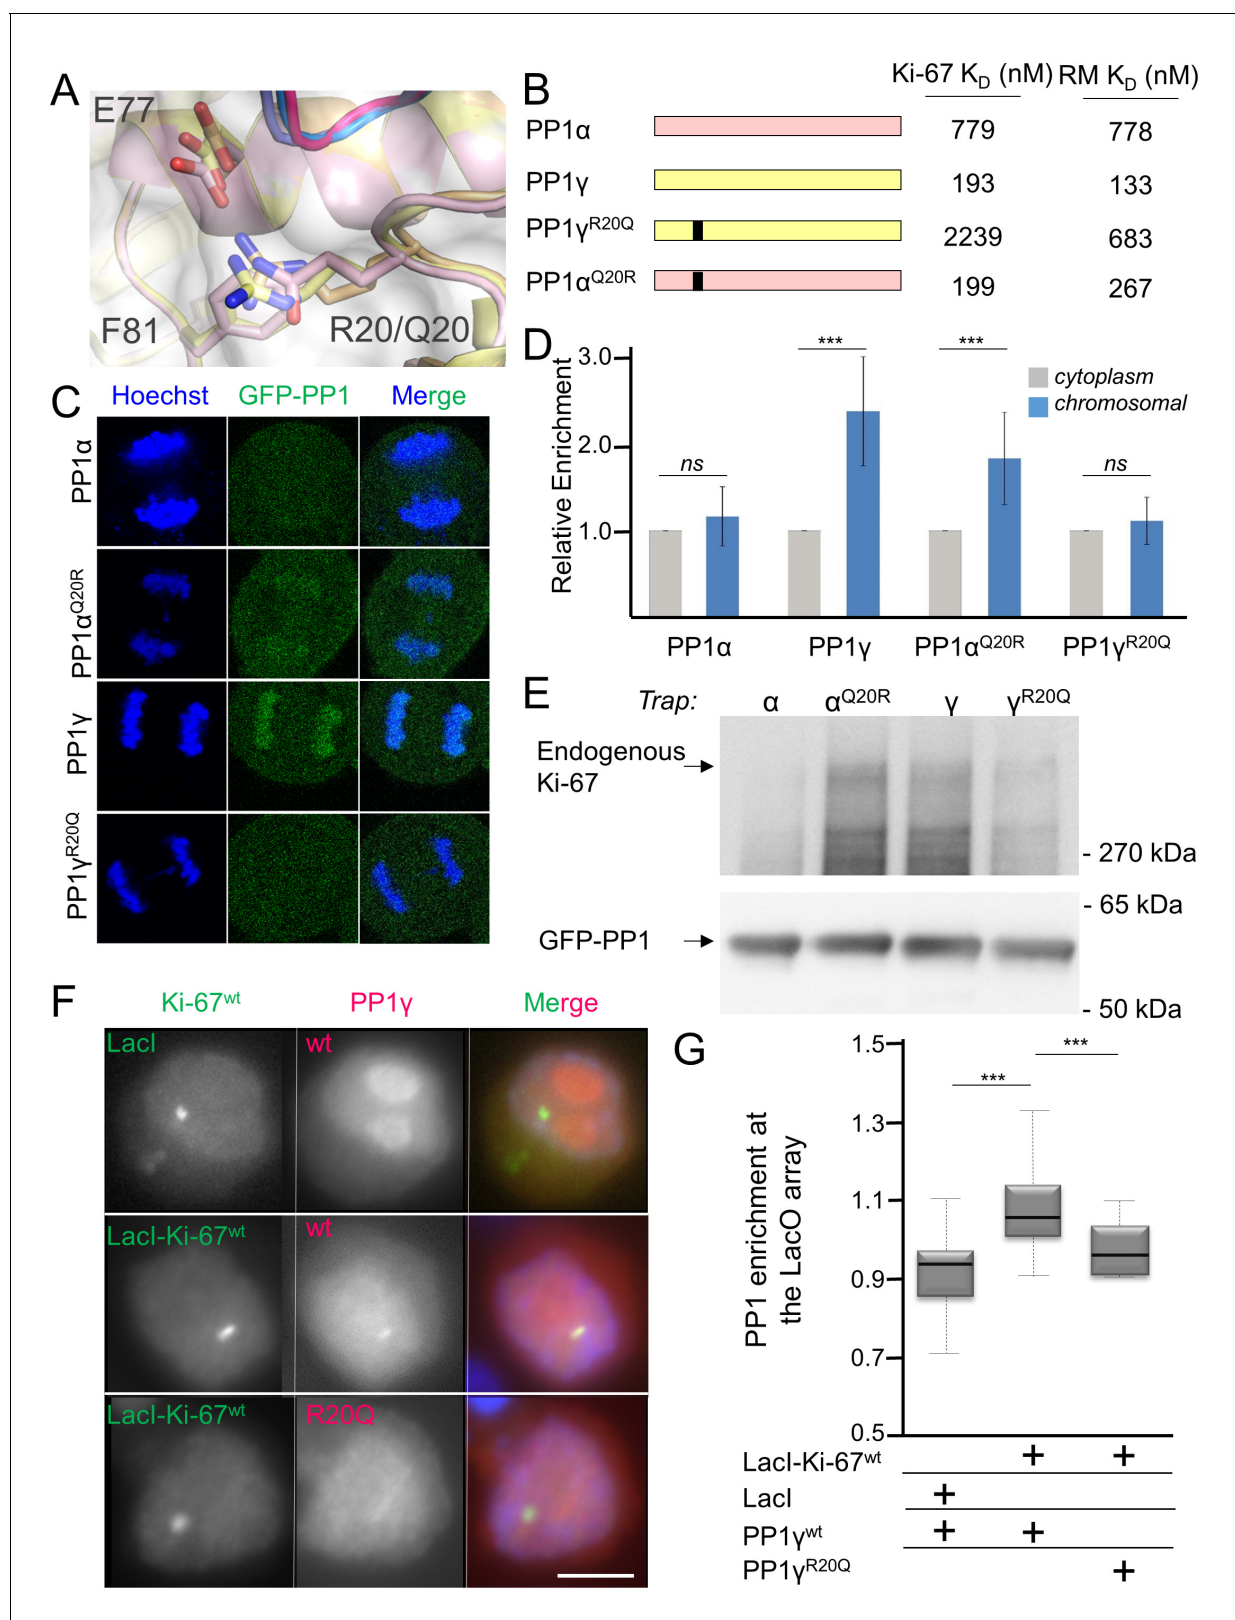 A
E77
F81
R20/Q20
B
Ki-67 KD (nM) RM KD (nM)
PP1α 779 778
PP1γ 193 133
PP1γR20Q 2239 683
PP1αQ20R 199 267
C
Hoechst GFP-PP1 Merge
PP1α
PP1αQ20R
PP1γ
PP1γR20Q
D
Relative Enrichment
3.0
2.0
1.0
*** ***
ns ns
cytoplasm
chromosomal
PP1α PP1γ PP1αQ20R PP1γR20Q
E
Trap: α αQ20R γ γR20Q
Endogenous
Ki-67
- 270 kDa
- 65 kDa
GFP-PP1
- 50 kDa
F
Ki-67wt PP1γ Merge
LacI wt
LacI-Ki-67wt wt
LacI-Ki-67wt R20Q
G
PP1 enrichment at
the LacO array
1.5
1.3
1.1
0.9
0.7
0.5
*** ***
LacI-Ki-67wt + +
LacI +
PP1γwt + +
PP1γR20Q +